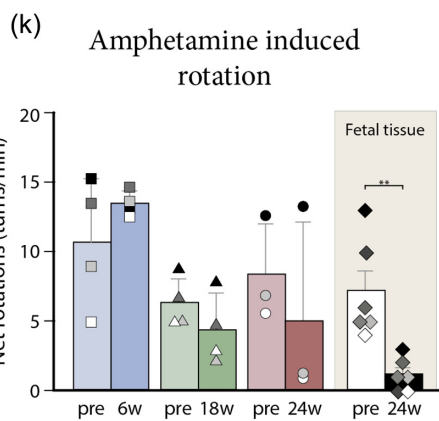 (k)
Amphetamine induced
rotation
20
15
10
5
0
Fetal tissue
**
pre 6w pre 18w pre 24w pre 24w